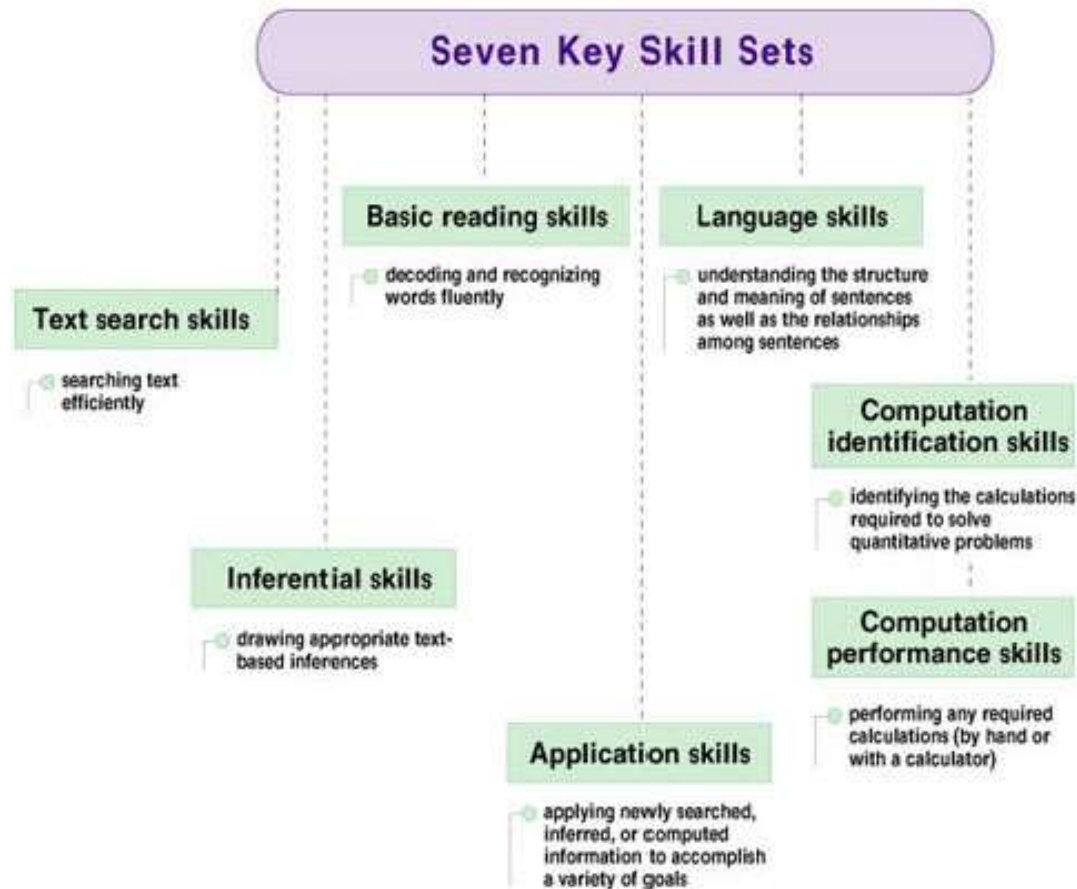 Seven Key Skill Sets
Basic reading skills
decoding and recognizing
words fluently
Language skills
understanding the structure
and meaning of sentences
as well as the relationships
among sentences
Text search skills
searching text
efficiently
Computation
identification skills
identifying the calculations
required to solve
quantitative problems
Inferential skills
drawing appropriate text-
based inferences
Computation
performance skills
performing any required
calculations (by hand or
with a calculator)
Application skills
applying newly searched,
inferred, or computed
information to accomplish
a variety of goals